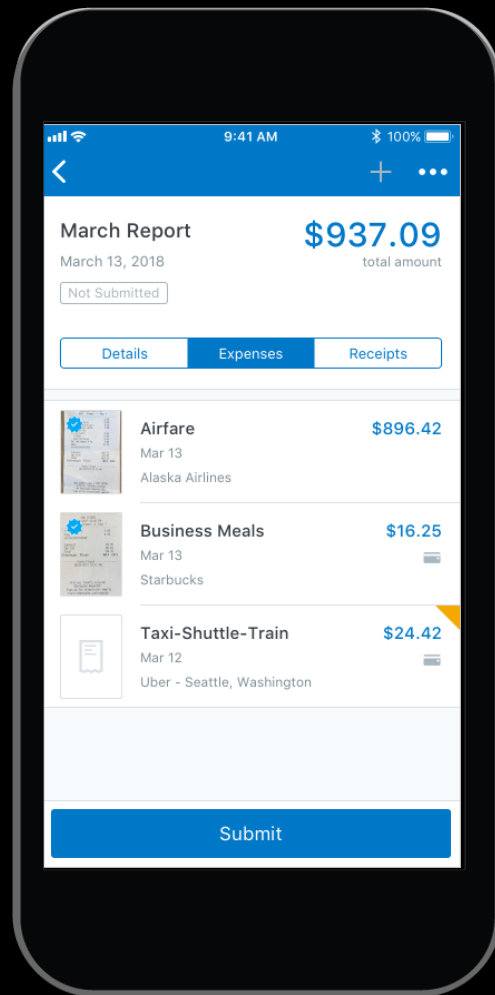 9:41 AM
100%
March Report
$937.09
March 13, 2018
total amount
Not Submitted
Details
Expenses
Receipts
Airfare
$896.42
Mar 13
Alaska Airlines
Business Meals
$16.25
Mar 13
Starbucks
Taxi-Shuttle-Train
$24.42
Mar 12
Uber - Seattle, Washington
Submit